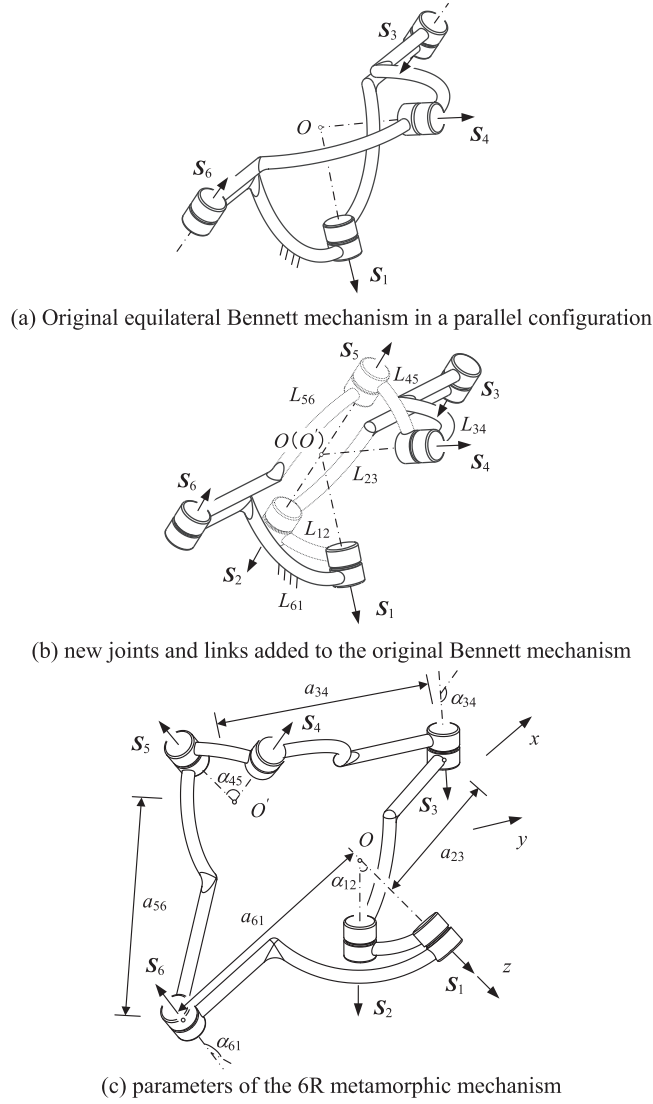 S₃
O
S₄
S₆
S₁
(a) Original equilateral Bennett mechanism in a parallel configuration
S₅
L₄₅
L₅₆
S₃
L₃₄
O(O′)
S₄
L₂₃
S₆
L₁₂
S₂
L₆₁
S₁
(b) new joints and links added to the original Bennett mechanism
a₃₄
α₃₄
S₄
S₅
x
α₄₅
S₃
O′
O
y
a₂₃
α₁₂
a₅₆
a₆₁
S₆
S₁
z
S₂
α₆₁
(c) parameters of the 6R metamorphic mechanism